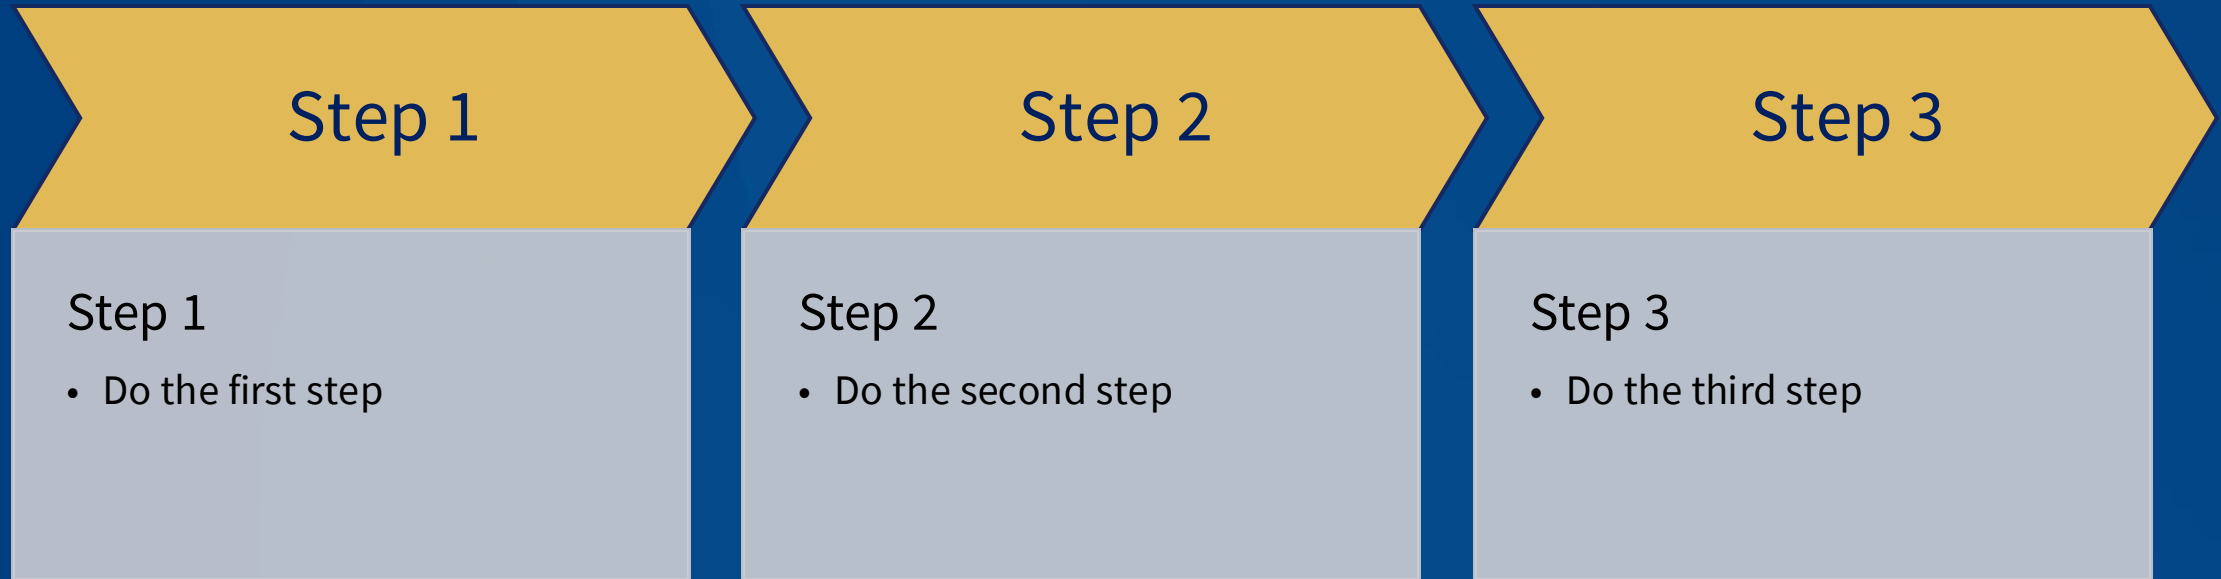 Step 1
Step 2
Step 3
Step 1
• Do the first step
Step 2
• Do the second step
Step 3
• Do the third step